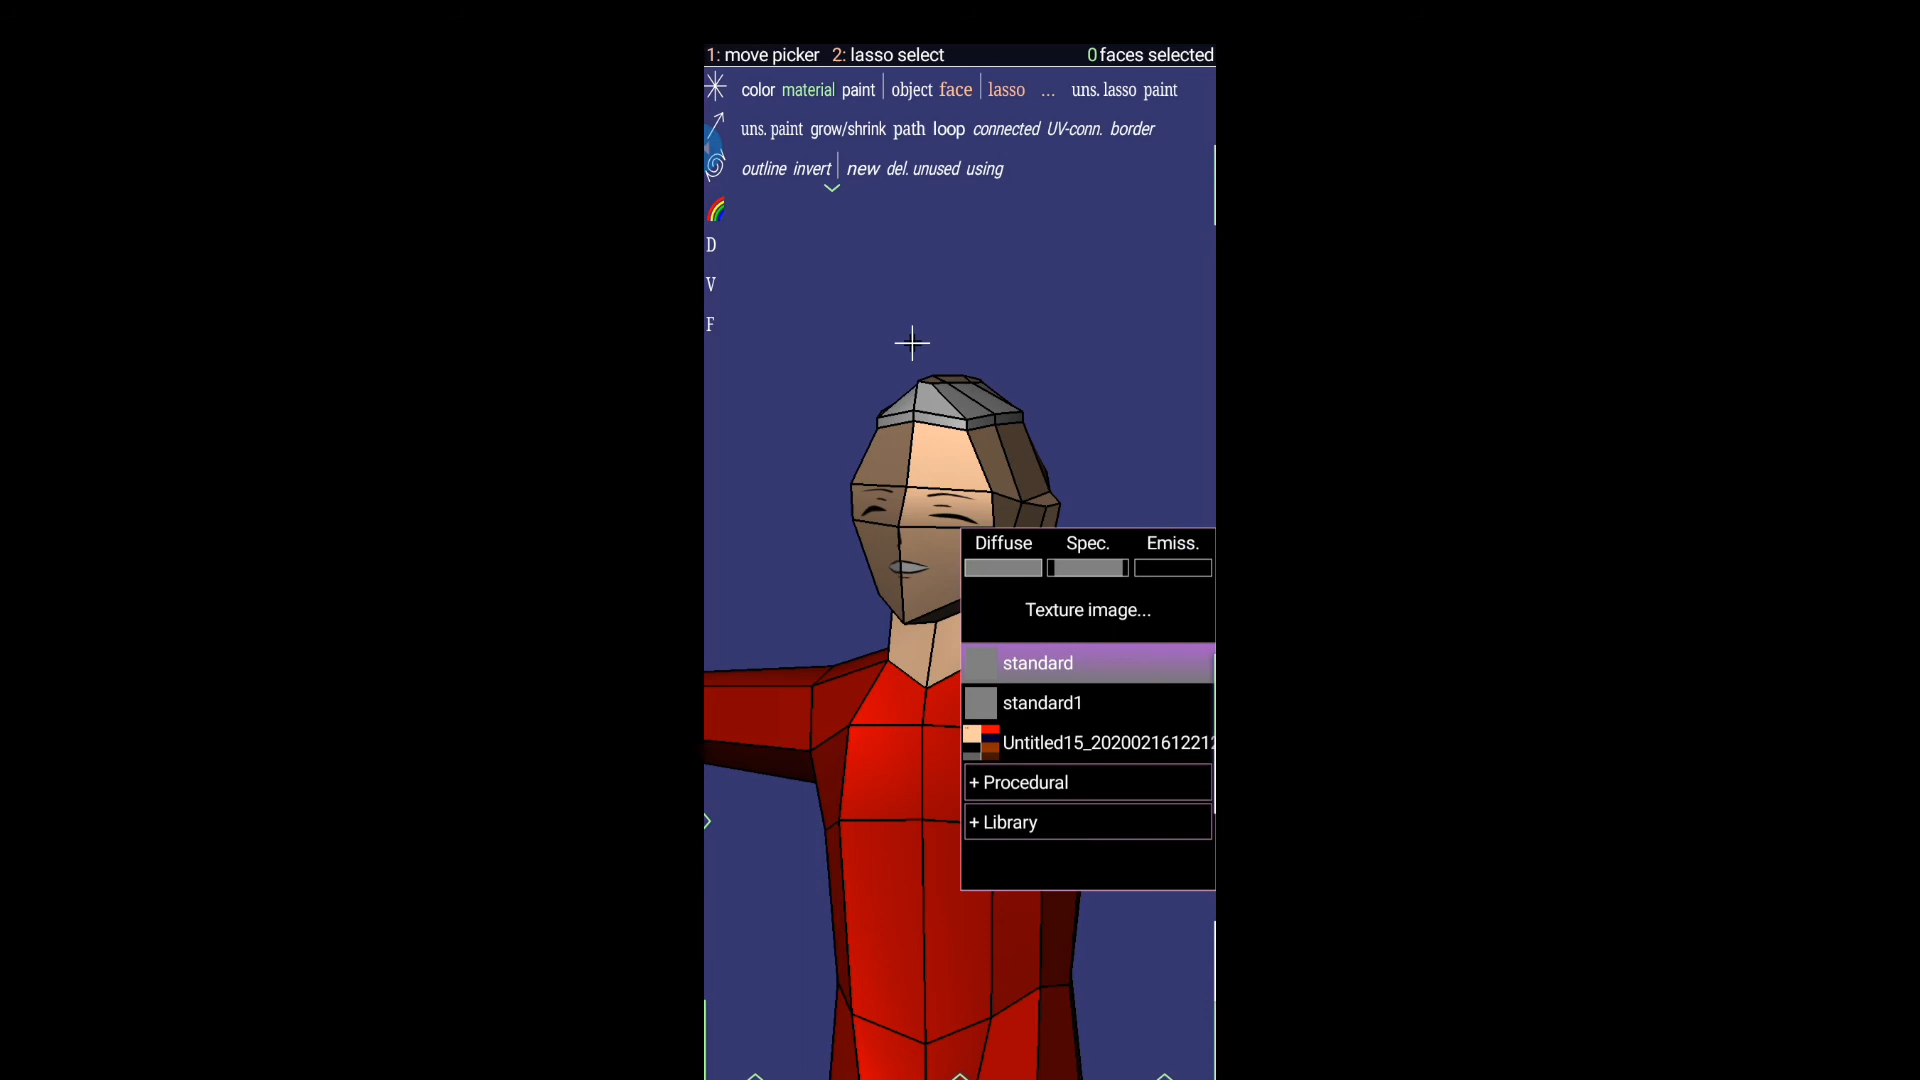 1: move picker 2: lasso select 0 faces selected
color material paint object face lasso ... uns. lasso paint
uns. paint grow/shrink path loop connected UV-conn. border
outline invert new del. unused using
D
V
F
Diffuse Spec. Emiss.
Texture image...
standard
standard1
Untitled15_2020021612212
+ Procedural
+ Library